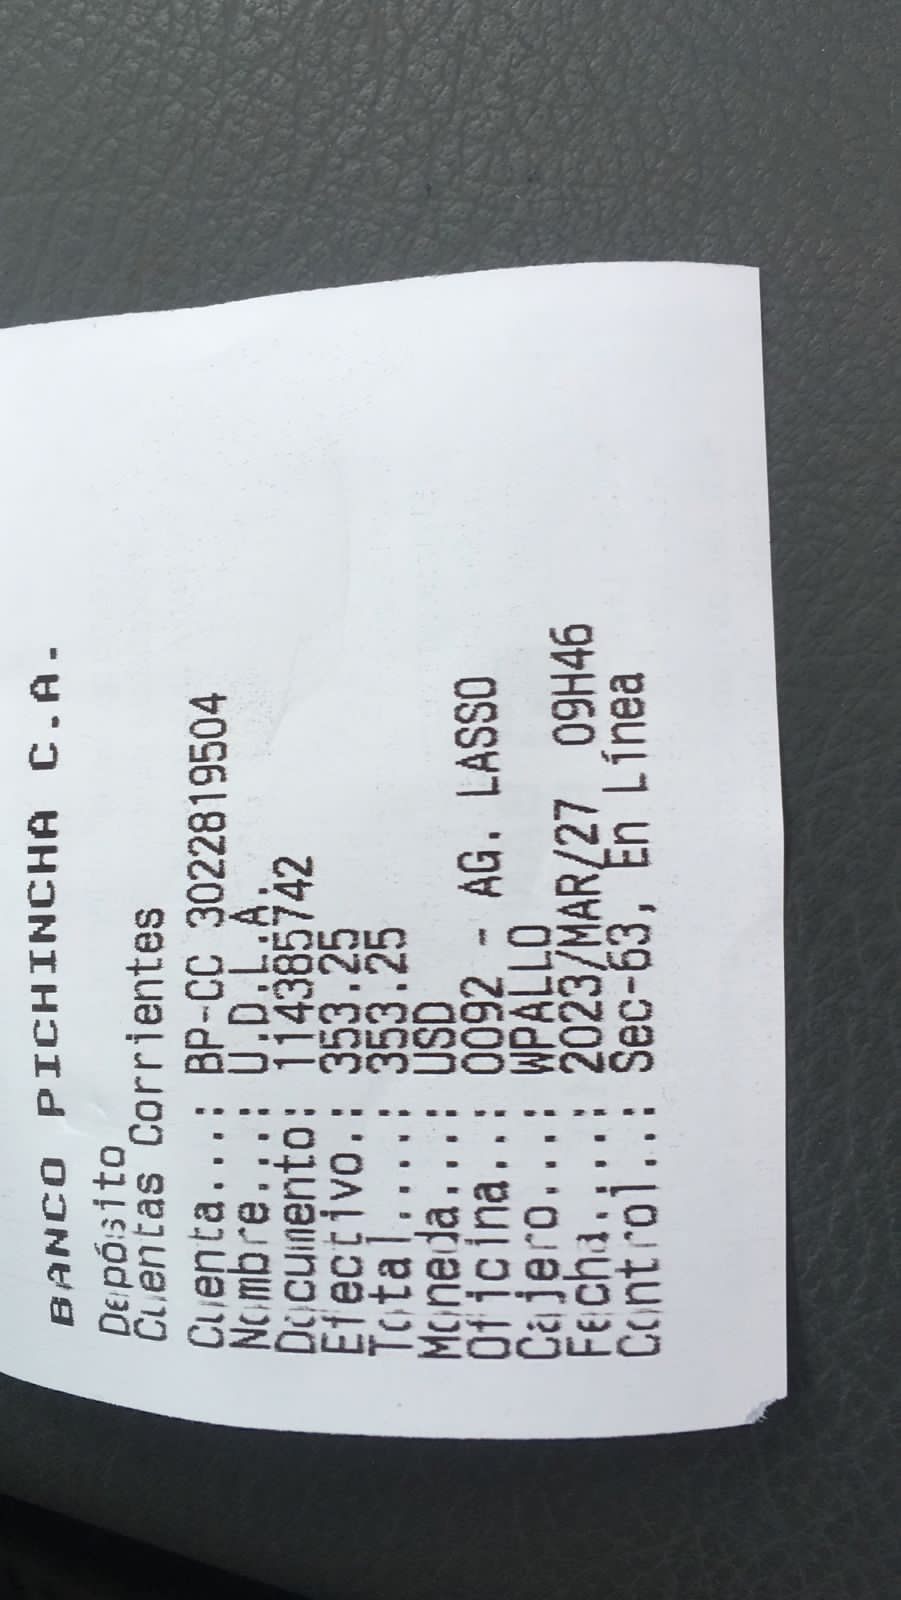 BANCO PICHINCHA C.A.
Depósito
Cuentas Corrientes
Cuenta...: BP-CC 3022819504
Nombre...: U.D.L.A.
Documento: 114385742
Efectivo.: 353.25
Total....: 353.25
Moneda...: USD
Oficina..: 0092 - AG. LASSO
Cajero...: WPALLO
Fecha....: 2023/MAR/27 09H46
Control..: Sec-63, En Línea